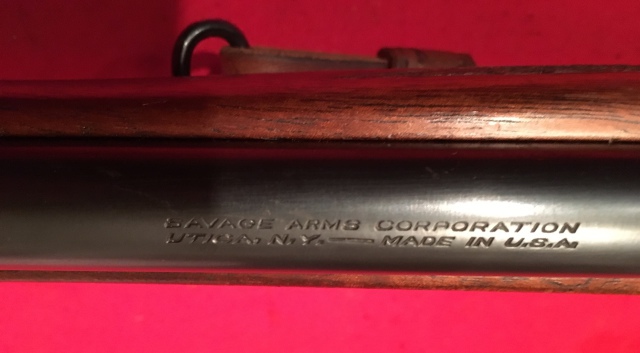 SAVAGE ARMS CORPORATION
UTICA, N.Y. — MADE IN U.S.A.